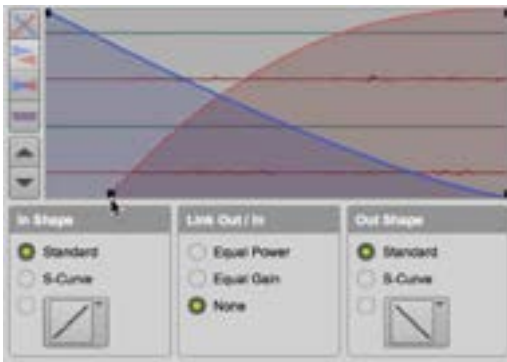 In Shape
Standard
S-Curve
Link Out / In
Equal Power
Equal Gain
None
Out Shape
Standard
S-Curve